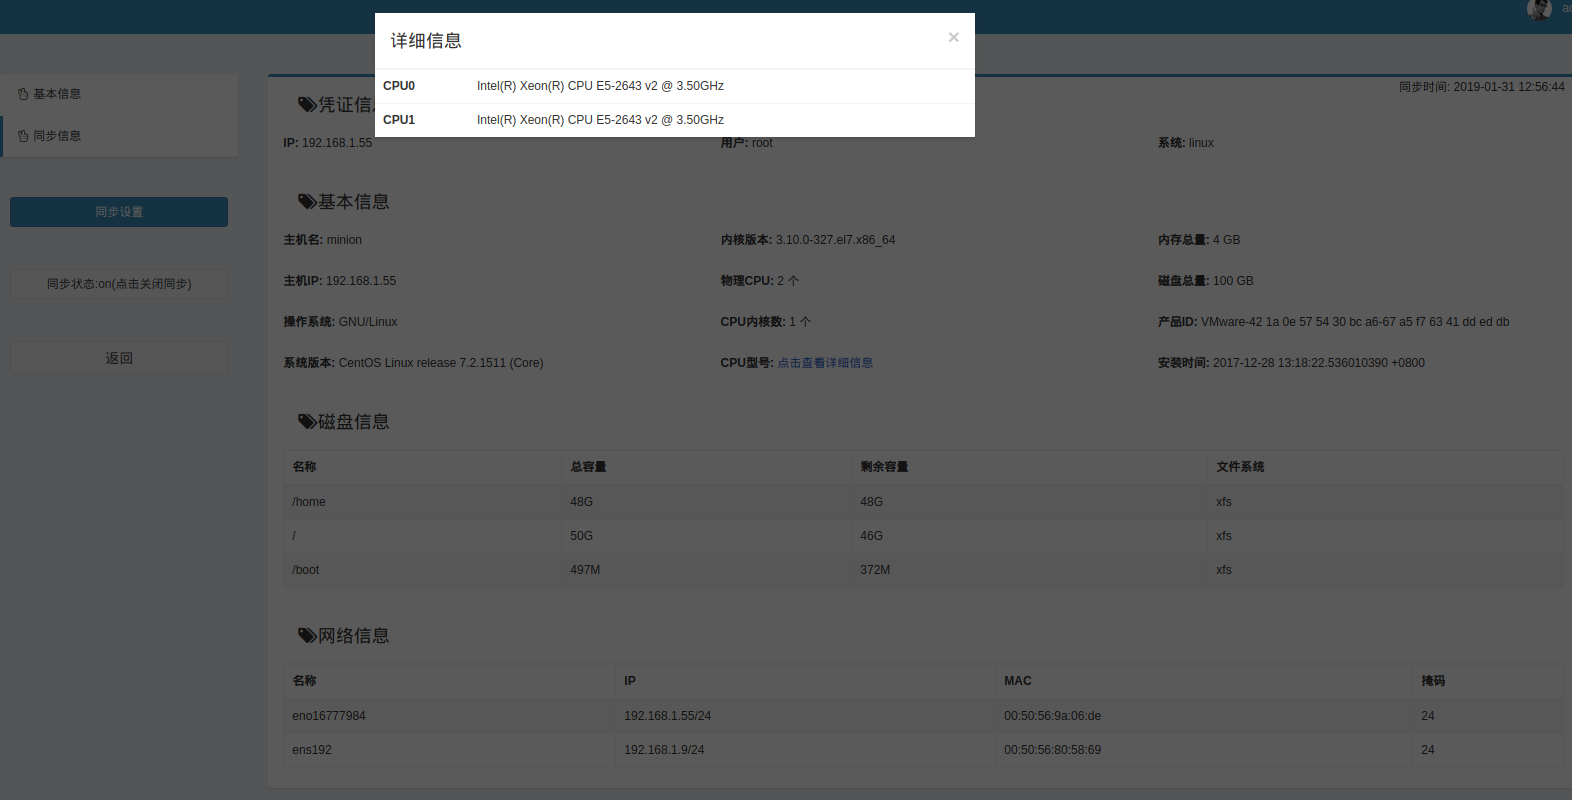 详细信息
×
CPU0 Intel(R) Xeon(R) CPU E5-2643 v2 @ 3.50GHz
CPU1 Intel(R) Xeon(R) CPU E5-2643 v2 @ 3.50GHz
基本信息
同步信息
同步设置
同步状态:on(点击关闭同步)
返回
同步时间: 2019-01-31 12:56:44
凭证信
IP: 192.168.1.55 用户: root 系统: linux
基本信息
主机名: minion 内核版本: 3.10.0-327.el7.x86_64 内存总量: 4 GB
主机IP: 192.168.1.55 物理CPU: 2 个 磁盘总量: 100 GB
操作系统: GNU/Linux CPU内核数: 1 个 产品ID: VMware-42 1a 0e 57 54 30 bc a6-67 a5 f7 63 41 dd ed db
系统版本: CentOS Linux release 7.2.1511 (Core) CPU型号: 点击查看详细信息 安装时间: 2017-12-28 13:18:22.536010390 +0800
磁盘信息
名称 总容量 剩余容量 文件系统
/home 48G 48G xfs
/ 50G 46G xfs
/boot 497M 372M xfs
网络信息
名称 IP MAC 掩码
eno16777984 192.168.1.55/24 00:50:56:9a:06:de 24
ens192 192.168.1.9/24 00:50:56:80:58:69 24